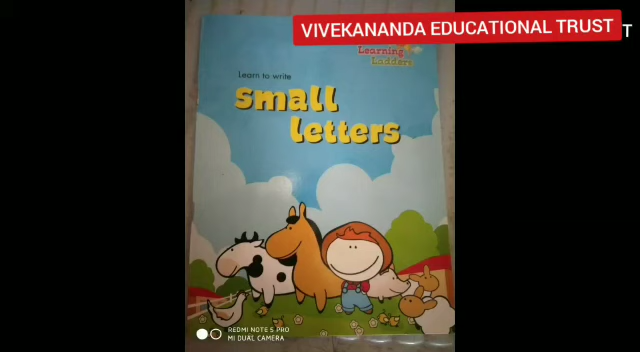 VIVEKANANDA EDUCATIONAL TRUST
T
Learning
Ladders
Learn to write
small
letters
REDMI NOTE 5 PRO
MI DUAL CAMERA